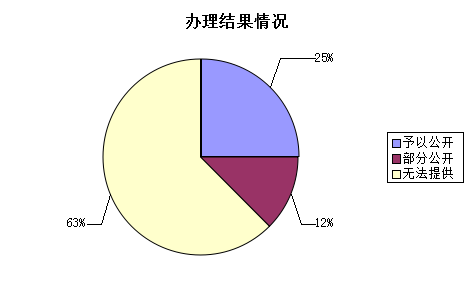 办理结果情况
25%
予以公开
部分公开
无法提供
63%
12%